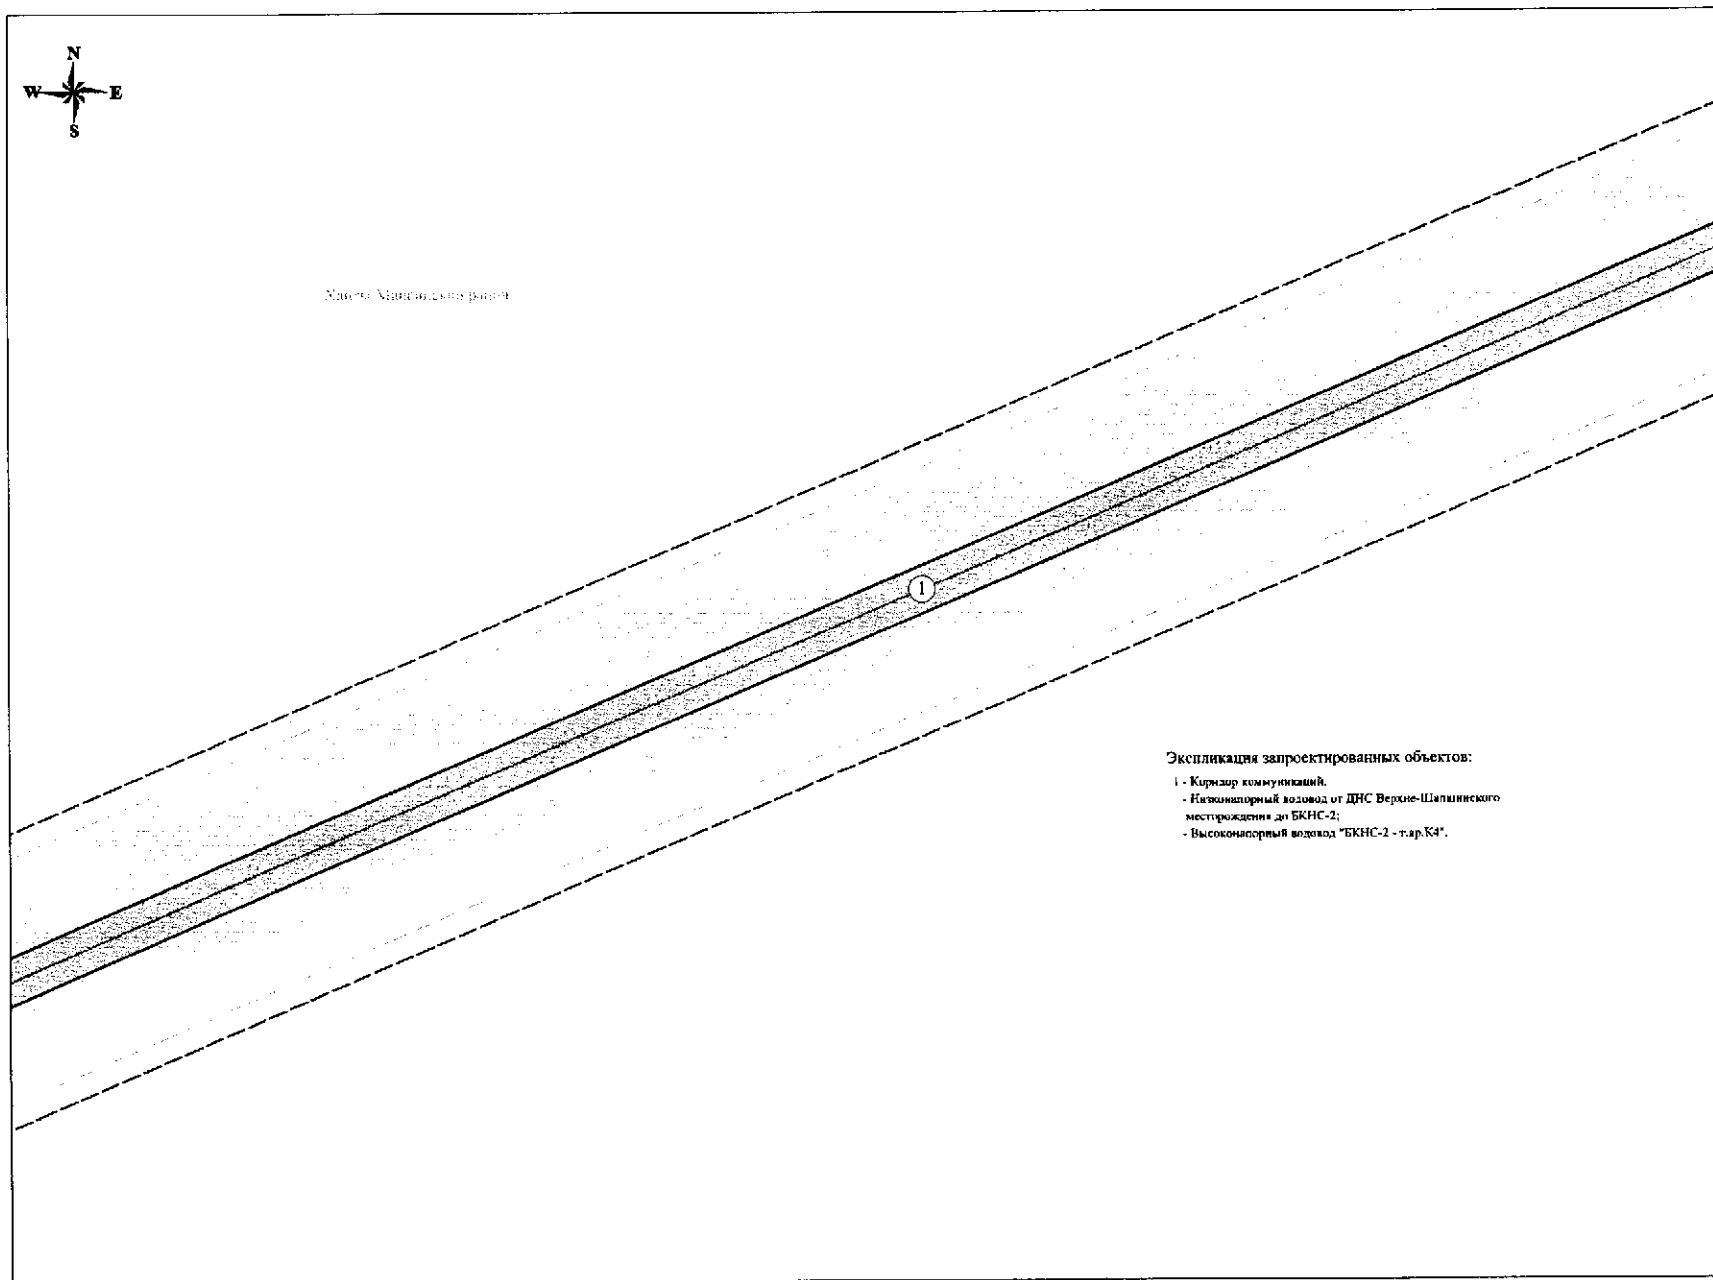 N
W E
S
1
Экспликация запроектированных объектов:
1 - Коридор коммуникаций.
- Низконапорный водовод от ДНС Верхне-Шапшинского
месторождения до БКНС-2;
- Высоконапорный водовод "БКНС-2 - т.вр.К4".